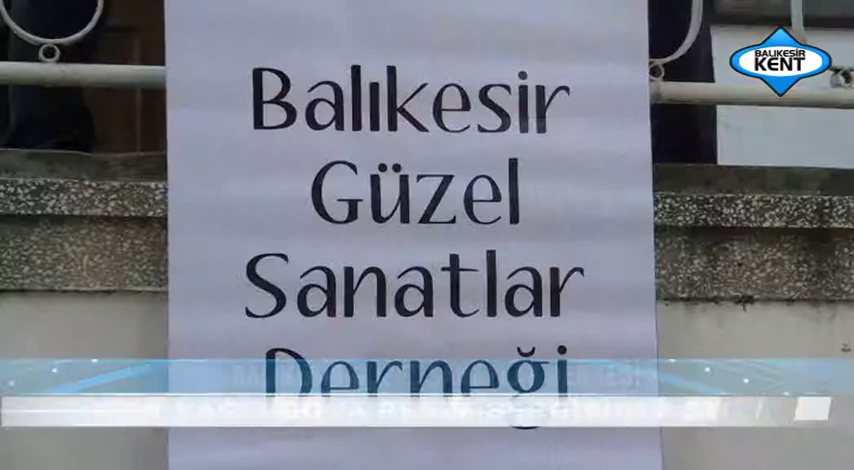 BALIKESİR
KENT
Balıkesir
Güzel
Sanatlar
Derneği